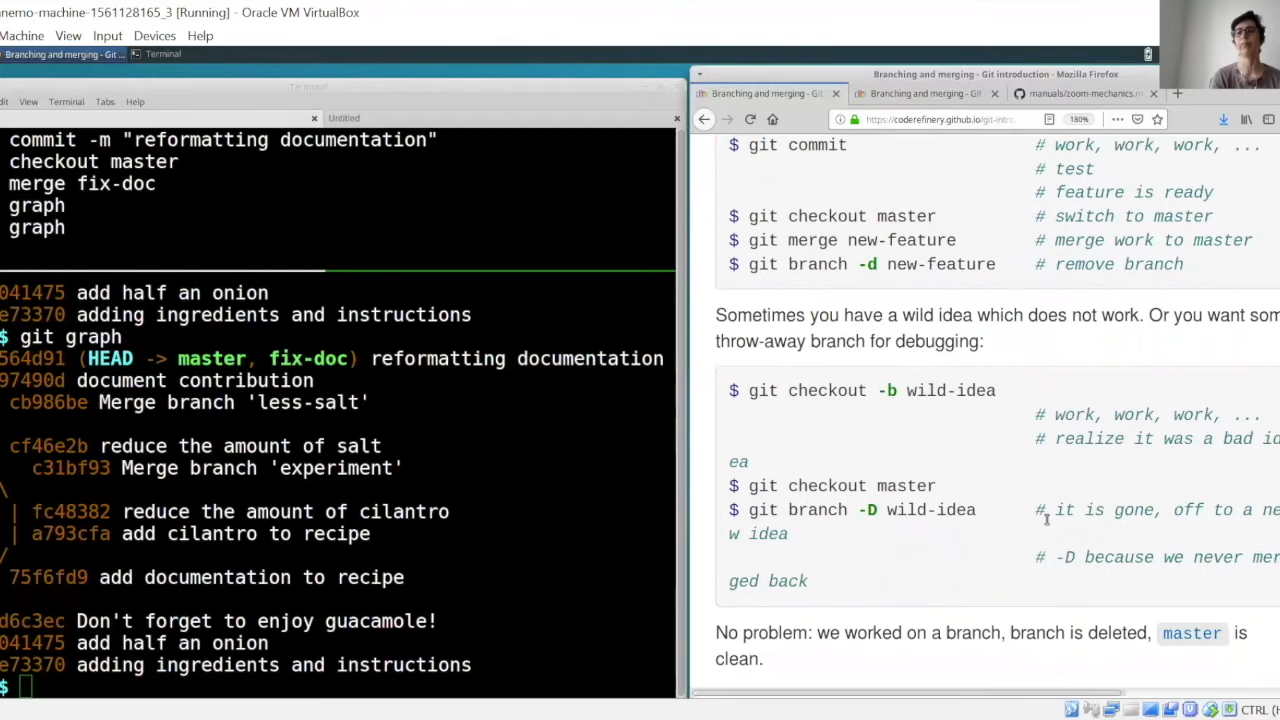 nnemo-machine-1561128165_3 [Running] - Oracle VM VirtualBox
Machine View Input Devices Help
Branching and merging - Git ... Terminal
Terminal
dit View Terminal Tabs Help
Untitled
commit -m "reformatting documentation"
checkout master
merge fix-doc
graph
graph
041475 add half an onion
e73370 adding ingredients and instructions
$ git graph
564d91 (HEAD -> master, fix-doc) reformatting documentation
97490d document contribution
cb986be Merge branch 'less-salt'
cf46e2b reduce the amount of salt
c31bf93 Merge branch 'experiment'
\
| fc48382 reduce the amount of cilantro
| a793cfa add cilantro to recipe
/
75f6fd9 add documentation to recipe
d6c3ec Don't forget to enjoy guacamole!
041475 add half an onion
e73370 adding ingredients and instructions
$
Branching and merging - Git introduction - Mozilla Firefox
Branching and merging - Git Branching and merging - Git manuals/zoom-mechanics.m
https://coderefinery.github.io/git-intro 180%
$ git commit # work, work, work, ...
# test
# feature is ready
$ git checkout master # switch to master
$ git merge new-feature # merge work to master
$ git branch -d new-feature # remove branch
Sometimes you have a wild idea which does not work. Or you want som
throw-away branch for debugging:
$ git checkout -b wild-idea
# work, work, work, ...
# realize it was a bad id
ea
$ git checkout master
$ git branch -D wild-idea # it is gone, off to a ne
w idea
# -D because we never mer
ged back
No problem: we worked on a branch, branch is deleted, master is
clean.
CTRL (